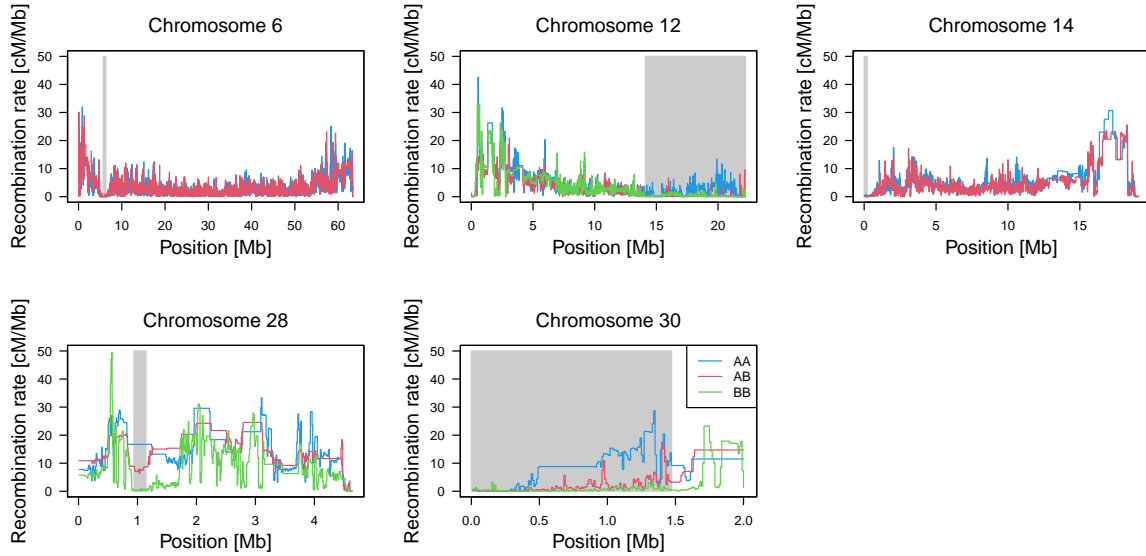 Chromosome 6
Recombination rate [cM/Mb]
50
40
30
20
10
0
0 10 20 30 40 50 60
Position [Mb]
Chromosome 12
Recombination rate [cM/Mb]
50
40
30
20
10
0
0 5 10 15 20
Position [Mb]
Chromosome 14
Recombination rate [cM/Mb]
50
40
30
20
10
0
0 5 10 15
Position [Mb]
Chromosome 28
Recombination rate [cM/Mb]
50
40
30
20
10
0
0 1 2 3 4
Position [Mb]
Chromosome 30
Recombination rate [cM/Mb]
50
40
30
20
10
0
0.0 0.5 1.0 1.5 2.0
Position [Mb]
AA
AB
BB